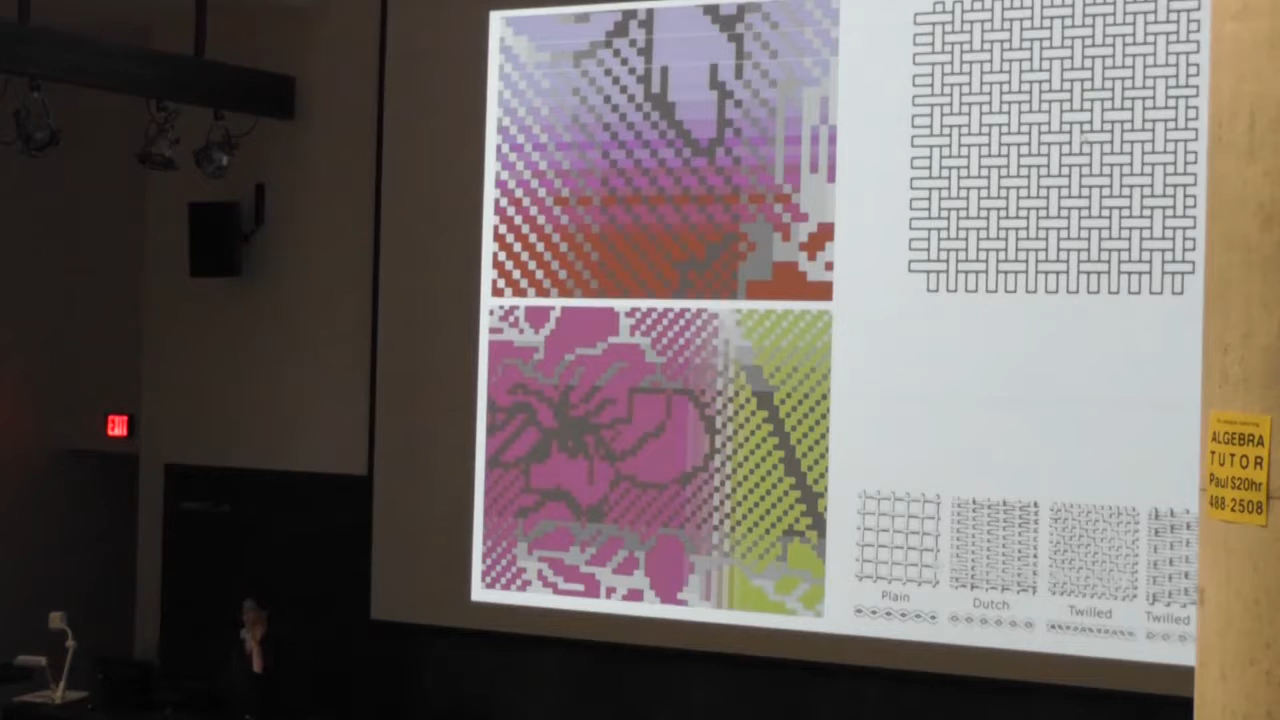 EXIT
Plain
Dutch
Twilled
Twilled
ALGEBRA
TUTOR
Paul $20hr
488-2508